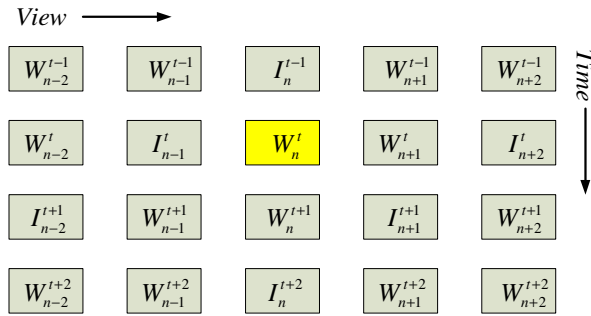 View
W_{n-2}^{t-1} W_{n-1}^{t-1} I_{n}^{t-1} W_{n+1}^{t-1} W_{n+2}^{t-1}
Time
W_{n-2}^{t} I_{n-1}^{t} W_{n}^{t} W_{n+1}^{t} I_{n+2}^{t}
I_{n-2}^{t+1} W_{n-1}^{t+1} W_{n}^{t+1} I_{n+1}^{t+1} W_{n+2}^{t+1}
W_{n-2}^{t+2} W_{n-1}^{t+2} I_{n}^{t+2} W_{n+1}^{t+2} W_{n+2}^{t+2}